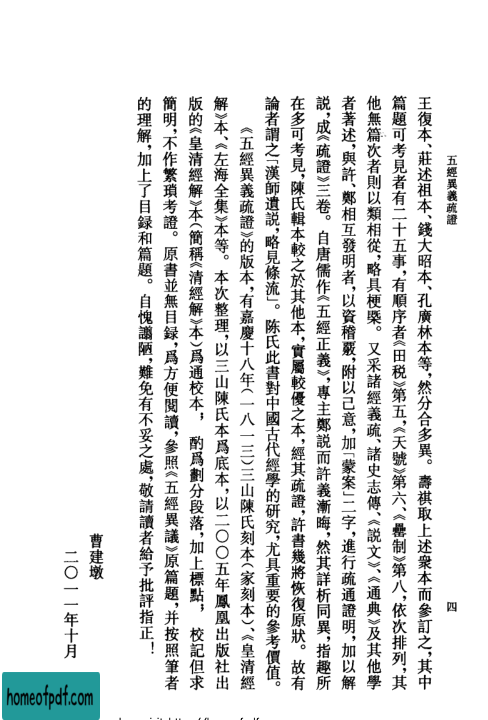 五經異義疏證
四
王復本、莊述祖本、錢大昭本、孔廣林本等，然分合多異。壽祺取上述衆本而參訂之，其中
篇題可考見者有二十五事，有順序者《田税》第五，《天號》第六、《罍制》第八，依次排列，其
他無篇次者則以類相從，略具梗槩。又采諸經義疏、諸史志傳、《説文》、《通典》及其他學
者著述，與許、鄭相互發明者，以資稽覈，附以己意，加「蒙案」二字，進行疏通證明，加以解
説，成《疏證》三卷。自唐儒作《五經正義》，專主鄭説而許義漸晦，然其詳析同異，指趣所
在多可考見，陳氏輯本較之於其他本，實屬較優之本，經其疏證，許書幾將恢復原狀。故有
論者謂之「漢師遺説，略見條流」。陈氏此書對中國古代經學的研究，尤具重要的參考價值。
《五經異義疏證》的版本，有嘉慶十八年（一八一三）三山陳氏刻本（家刻本）、《皇清經
解》本、《左海全集》本等。本次整理，以三山陳氏本爲底本，以二〇〇五年鳳凰出版社出
版的《皇清經解》本（簡稱《清經解》本）爲通校本，酌爲劃分段落，加上標點，校記但求
簡明，不作繁瑣考證。原書並無目録，爲方便閲讀，參照《五經異議》原篇題，并按照筆者
的理解，加上了目録和篇題。自愧譾陋，難免有不妥之處，敬請讀者給予批評指正！
曹建墩
二〇一一年十月
homeofpdf.com